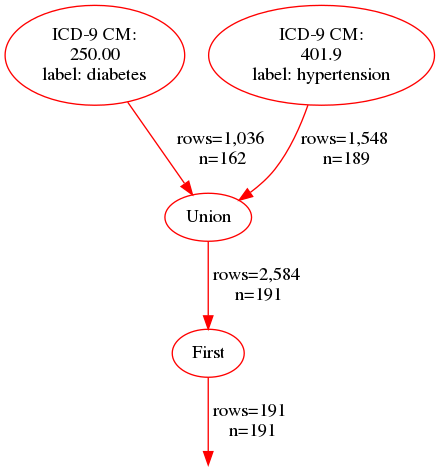 ICD-9 CM:
250.00
label: diabetes
ICD-9 CM:
401.9
label: hypertension
rows=1,036
n=162
rows=1,548
n=189
Union
rows=2,584
n=191
First
rows=191
n=191